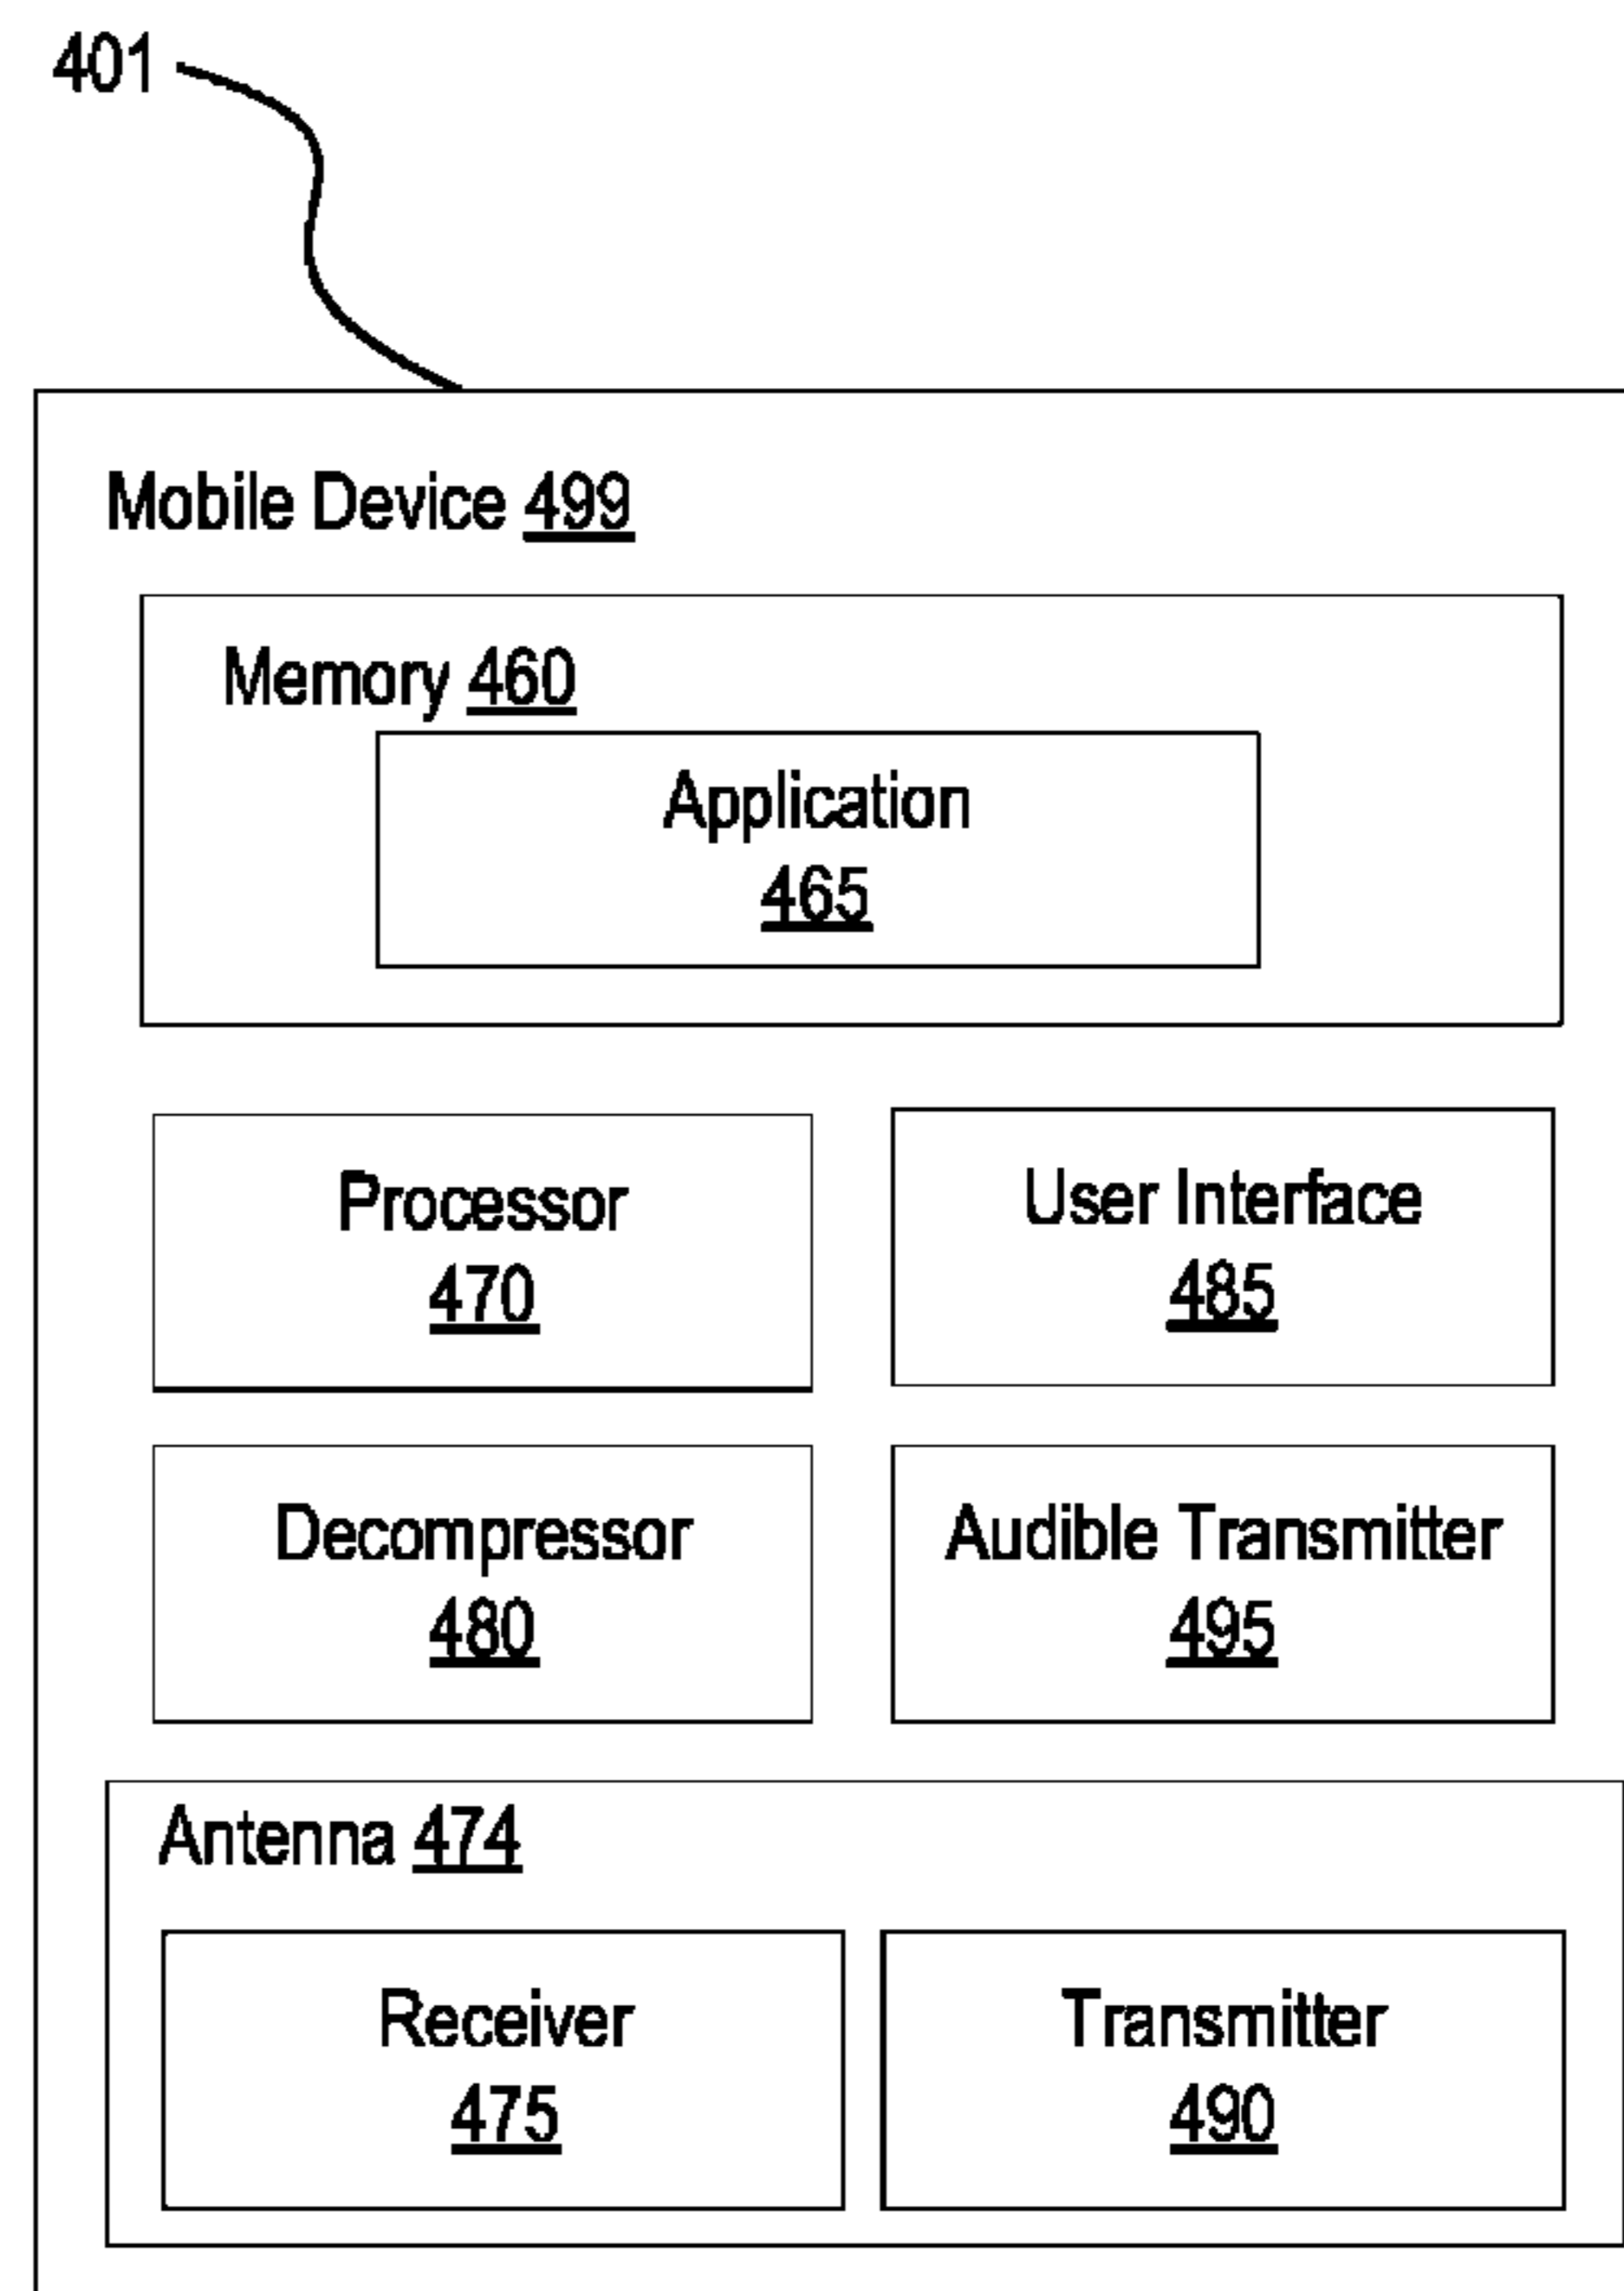 401
Mobile Device 499
Memory 460
Application
465
Processor
470
User Interface
485
Decompressor
480
Audible Transmitter
495
Antenna 474
Receiver
475
Transmitter
490